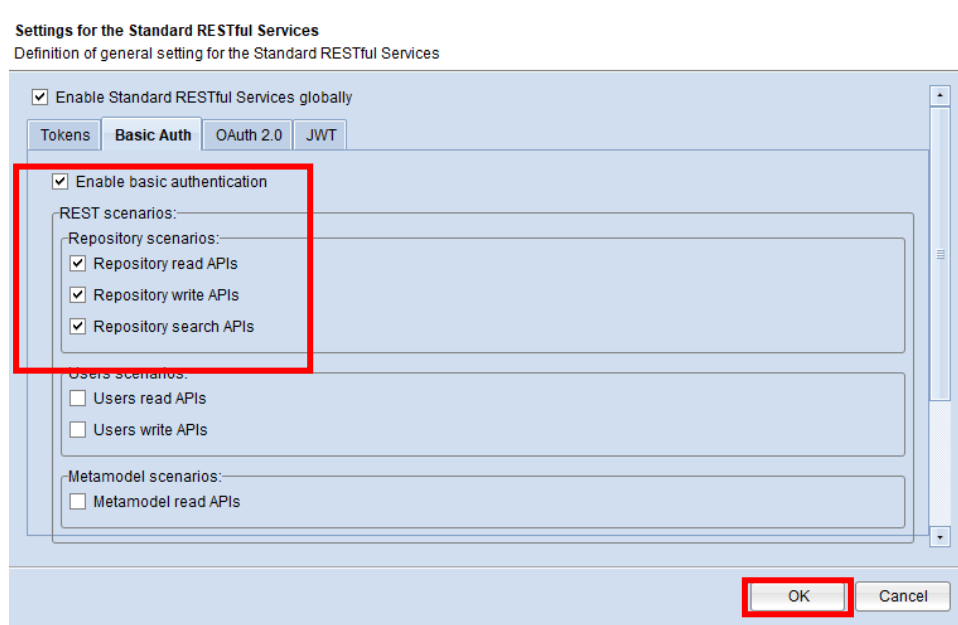 Settings for the Standard RESTful Services
Definition of general setting for the Standard RESTful Services
Enable Standard RESTful Services globally
Tokens Basic Auth OAuth 2.0 JWT
Enable basic authentication
REST scenarios:
Repository scenarios:
Repository read APIs
Repository write APIs
Repository search APIs
Users scenarios:
Users read APIs
Users write APIs
Metamodel scenarios:
Metamodel read APIs
OK Cancel